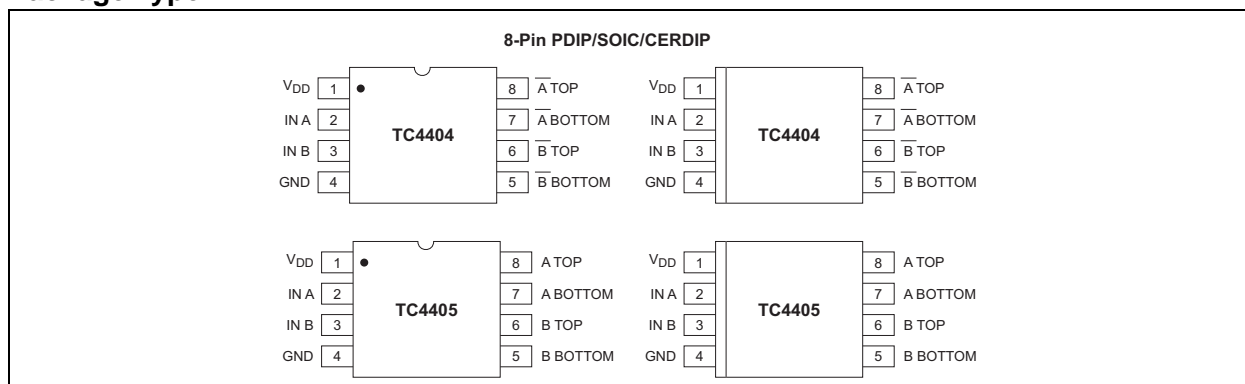 8-Pin PDIP/SOIC/CERDIP
VDD 1 8 A̅ TOP VDD 1 8 A̅ TOP
IN A 2 7 A̅ BOTTOM IN A 2 7 A̅ BOTTOM
TC4404 TC4404
IN B 3 6 B̅ TOP IN B 3 6 B̅ TOP
GND 4 5 B̅ BOTTOM GND 4 5 B̅ BOTTOM
VDD 1 8 A TOP VDD 1 8 A TOP
IN A 2 7 A BOTTOM IN A 2 7 A BOTTOM
TC4405 TC4405
IN B 3 6 B TOP IN B 3 6 B TOP
GND 4 5 B BOTTOM GND 4 5 B BOTTOM